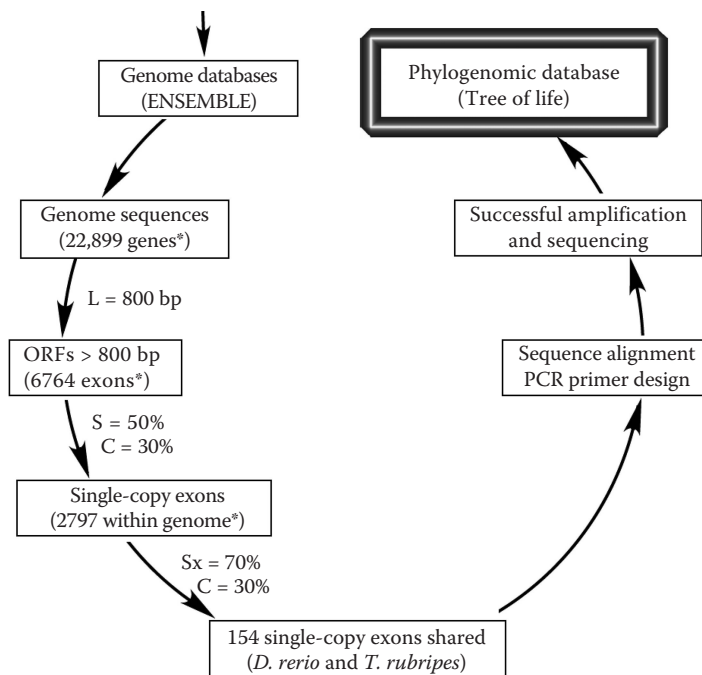 Genome databases
(ENSEMBLE)
Genome sequences
(22,899 genes*)
L = 800 bp
ORFs > 800 bp
(6764 exons*)
S = 50%
C = 30%
Single-copy exons
(2797 within genome*)
Sx = 70%
C = 30%
154 single-copy exons shared
(D. rerio and T. rubripes)
Sequence alignment
PCR primer design
Successful amplification
and sequencing
Phylogenomic database
(Tree of life)